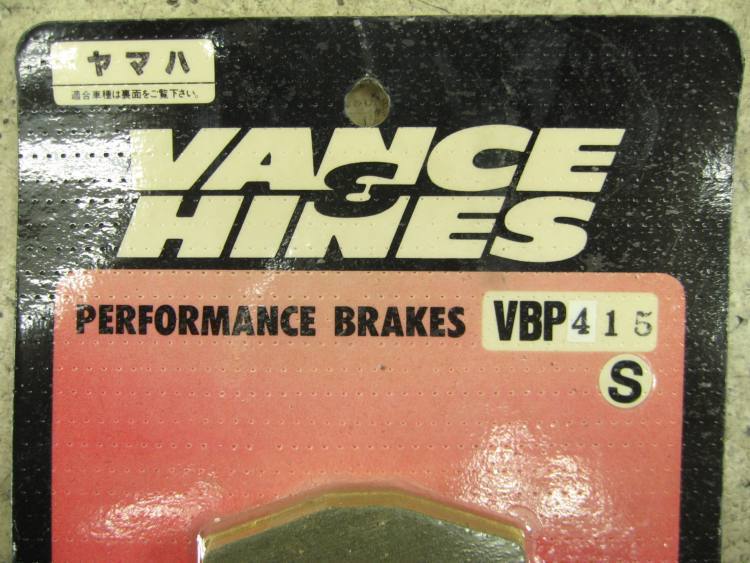 ヤマハ
適合車種は裏面をご覧下さい。
VANCE
&
HINES
PERFORMANCE BRAKES VBP415
S